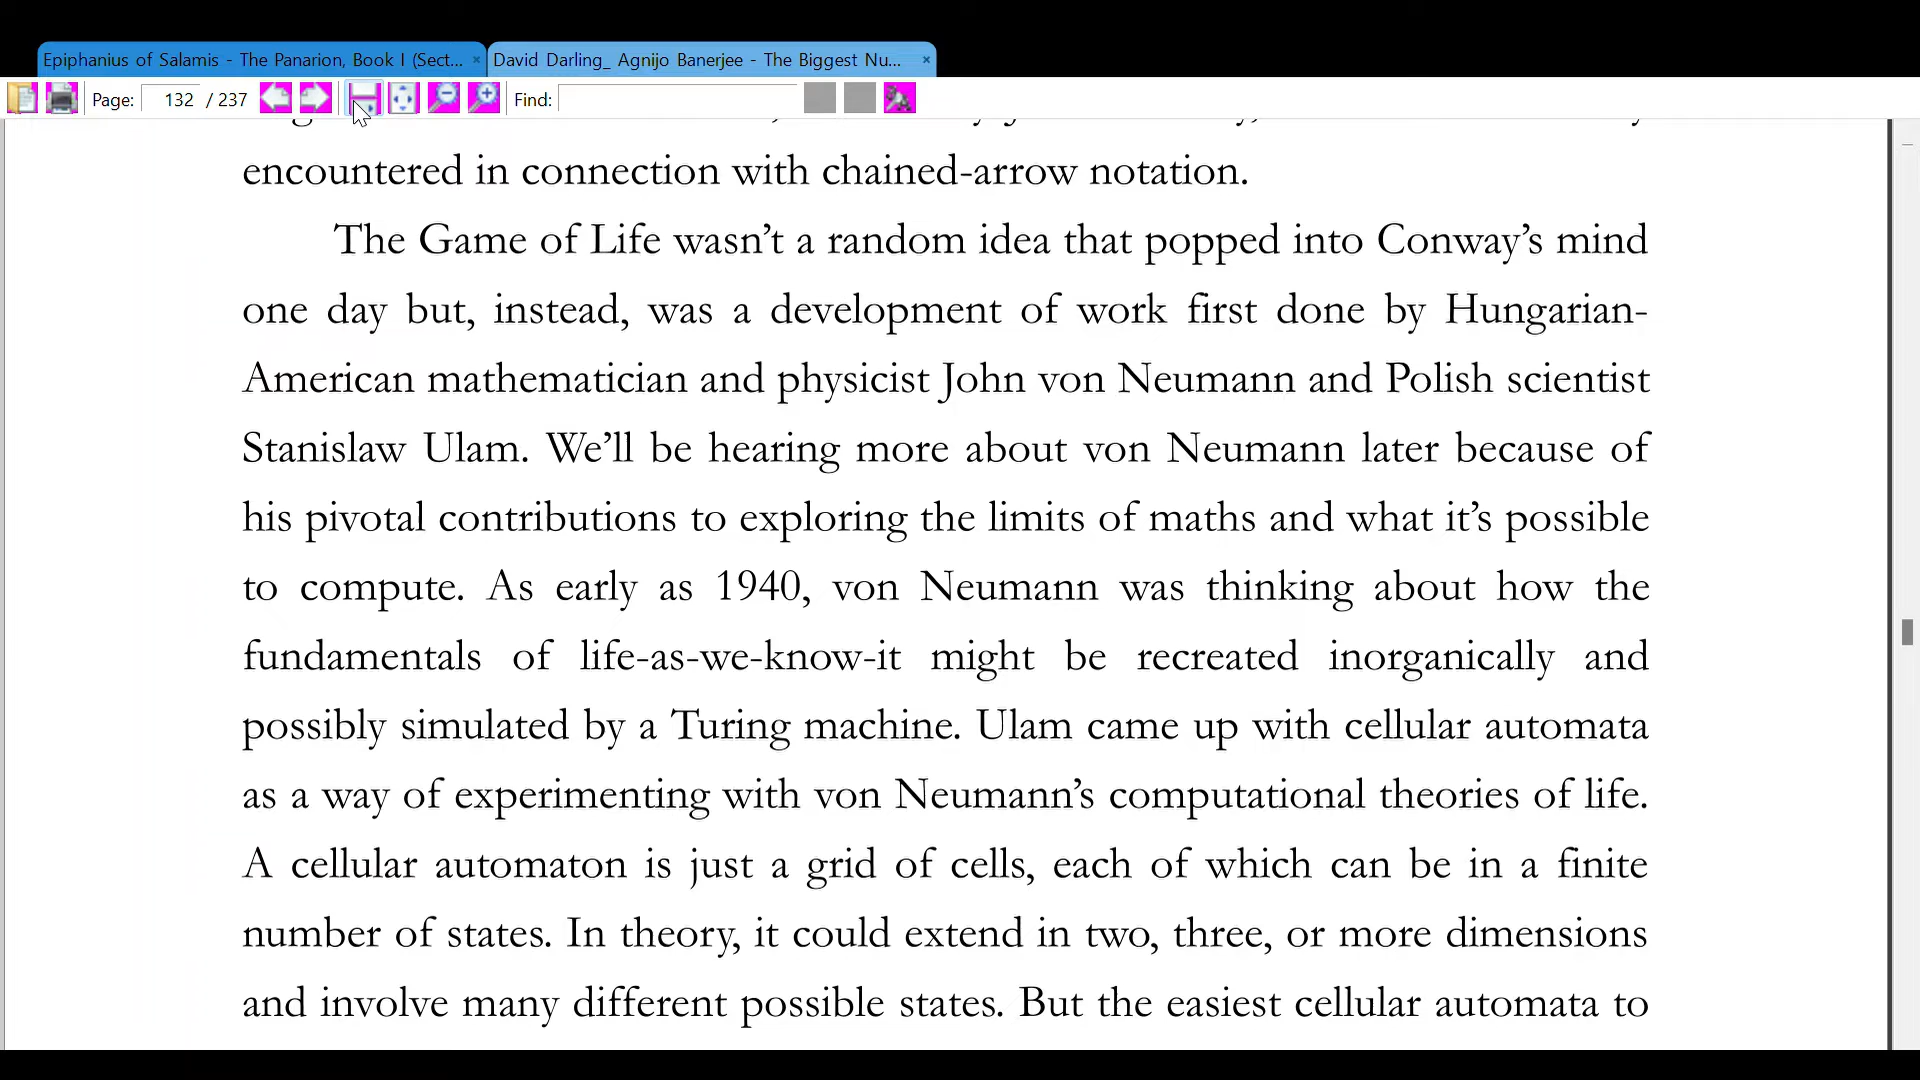 Epiphanius of Salamis - The Panarion, Book I (Sect... × David Darling_ Agnijo Banerjee - The Biggest Nu... ×
Page: 132 / 237 Find:
encountered in connection with chained-arrow notation.
The Game of Life wasn’t a random idea that popped into Conway’s mind
one day but, instead, was a development of work first done by Hungarian-
American mathematician and physicist John von Neumann and Polish scientist
Stanislaw Ulam. We’ll be hearing more about von Neumann later because of
his pivotal contributions to exploring the limits of maths and what it’s possible
to compute. As early as 1940, von Neumann was thinking about how the
fundamentals of life-as-we-know-it might be recreated inorganically and
possibly simulated by a Turing machine. Ulam came up with cellular automata
as a way of experimenting with von Neumann’s computational theories of life.
A cellular automaton is just a grid of cells, each of which can be in a finite
number of states. In theory, it could extend in two, three, or more dimensions
and involve many different possible states. But the easiest cellular automata to